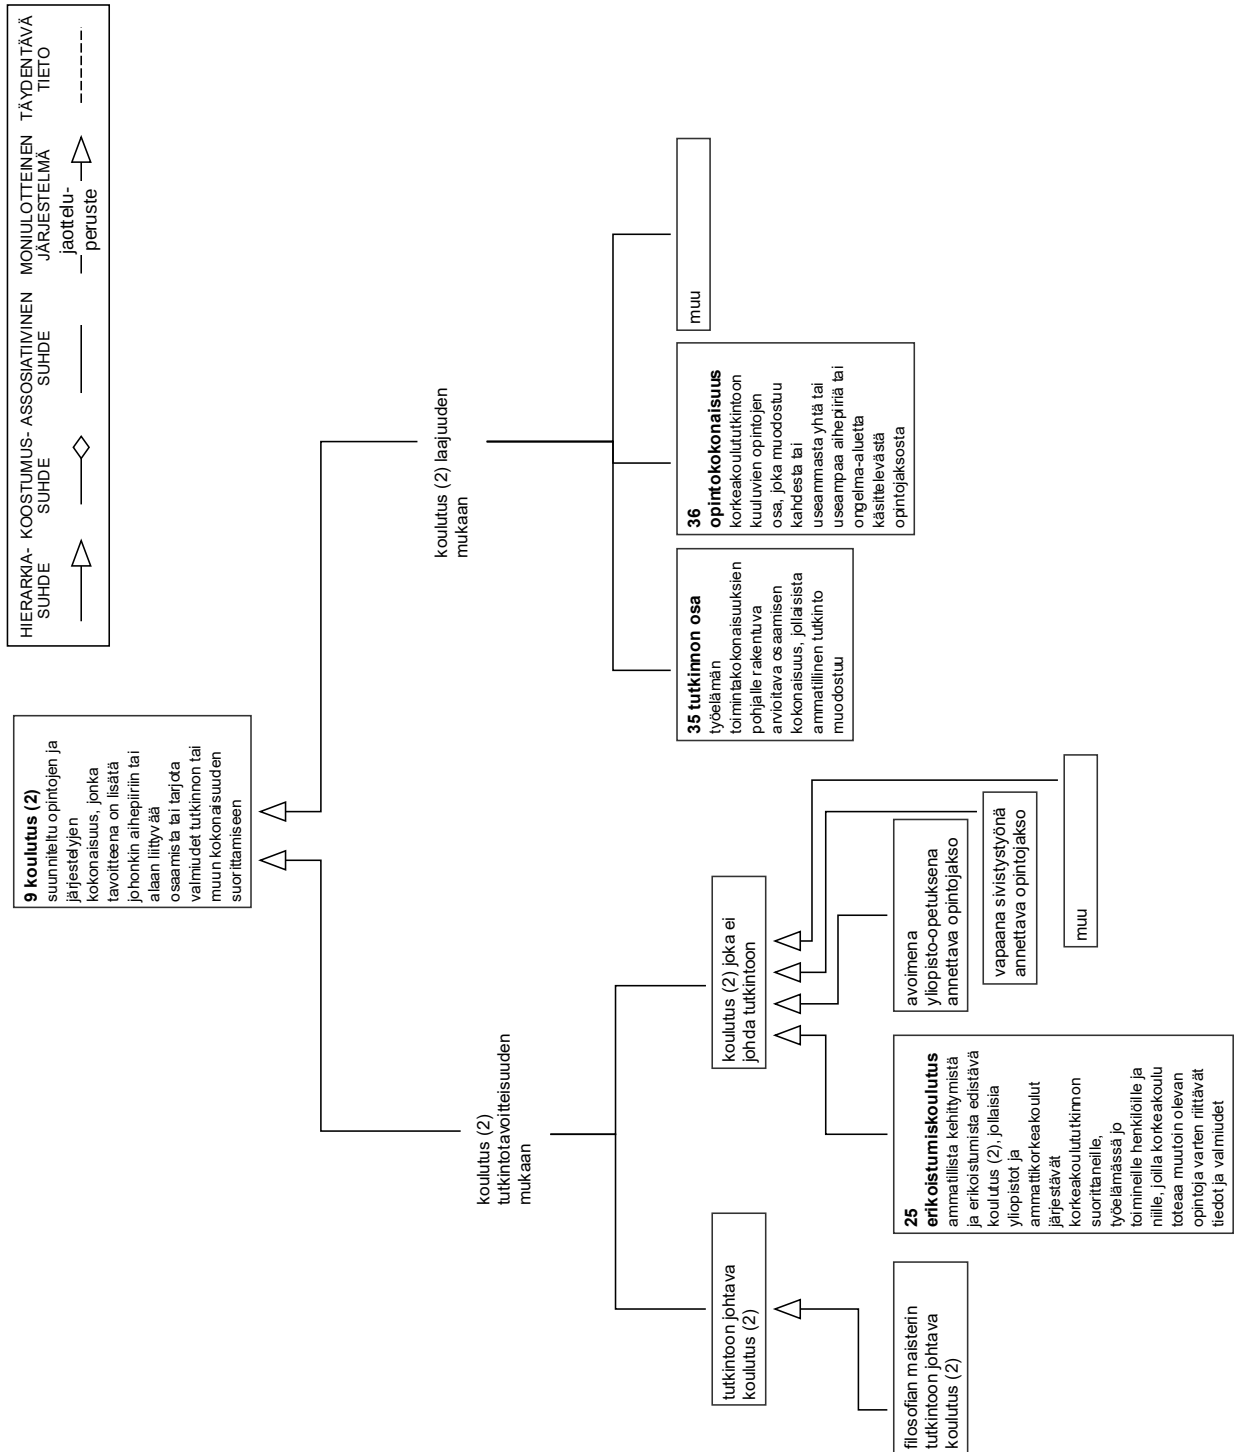 HIERARKIA- KOOSTUMUS- ASSOSIATIIVINEN MONIULOTTEINEN TÄYDENTÄVÄ
SUHDE SUHDE SUHDE JÄRJESTELMÄ TIETO
jaottelu-
peruste
9 koulutus (2)
suunniteltu opintojen ja
järjestelyjen
kokonaisuus, jonka
tavoitteena on lisätä
johonkin aihepiiriin tai
alaan liittyvää
osaamista tai tarjota
valmiudet tutkinnon tai
muun kokonaisuuden
suorittamiseen
koulutus (2)
tutkintotavoitteisuuden
mukaan
koulutus (2) laajuuden
mukaan
tutkintoon johtava
koulutus (2)
koulutus (2) joka ei
johda tutkintoon
35 tutkinnon osa
työelämän
toimintakokonaisuuksien
pohjalle rakentuva
arvioitava osaamisen
kokonaisuus, jollaisista
ammatillinen tutkinto
muodostuu
36
opintokokonaisuus
korkeakoulututkintoon
kuuluvien opintojen
osa, joka muodostuu
kahdesta tai
useammasta yhtä tai
useampaa aihepiiriä tai
ongelma-aluetta
käsittelevästä
opintojaksosta
muu
filosofian maisterin
tutkintoon johtava
koulutus (2)
25
erikoistumiskoulutus
ammatillista kehittymistä
ja erikoistumista edistävä
koulutus (2), jollaisia
yliopistot ja
ammattikorkeakoulut
järjestävät
korkeakoulututkinnon
suorittaneille,
työelämässä jo
toimineille henkilöille ja
niille, joilla korkeakoulu
toteaa muutoin olevan
opintoja varten riittävät
tiedot ja valmiudet
avoimena
yliopisto-opetuksena
annettava opintojakso
vapaana sivistystyönä
annettava opintojakso
muu